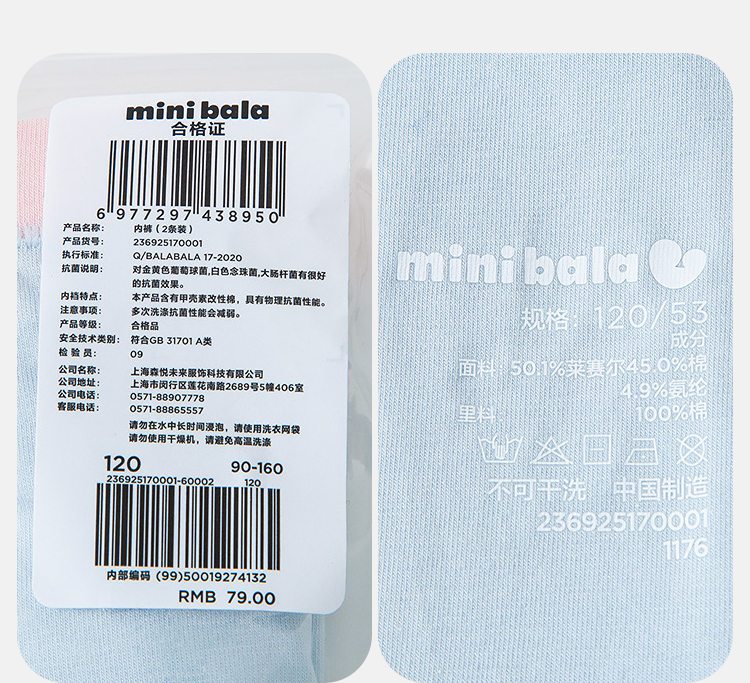 mini bala
合格证
6 977297 438950
产品名称: 内裤（2条装）
产品货号: 236925170001
执行标准: Q/BALABALA 17-2020
抗菌说明: 对金黄色葡萄球菌,白色念珠菌,大肠杆菌有很好
的抗菌效果。
内裆特点: 本产品含有甲壳素改性棉，具有物理抗菌性能。
注意事项: 多次洗涤抗菌性能会减弱。
产品等级: 合格品
安全技术类别: 符合GB 31701 A类
检 验 员: 09
公司名称: 上海森悦未来服饰科技有限公司
公司地址: 上海市闵行区莲花南路2689号5幢406室
公司电话: 0571-88907778
客服电话: 0571-88865557
请勿在水中长时间浸泡，请使用洗衣网袋
请勿使用干燥机，请避免高温洗涤
120 90-160
236925170001-60002 120
内部编码 (99)50019274132
RMB 79.00
mini bala
规格: 120/53
成分
面料: 50.1%莱赛尔45.0%棉
4.9%氨纶
里料: 100%棉
不可干洗 中国制造
236925170001
1176